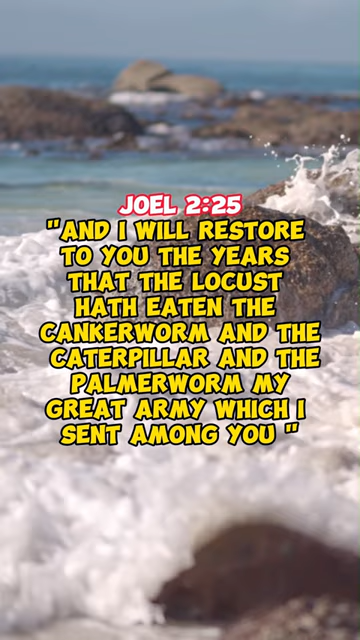 JOEL 2:25
"AND I WILL RESTORE
TO YOU THE YEARS
THAT THE LOCUST
HATH EATEN THE
CANKERWORM AND THE
CATERPILLAR AND THE
PALMERWORM MY
GREAT ARMY WHICH I
SENT AMONG YOU "